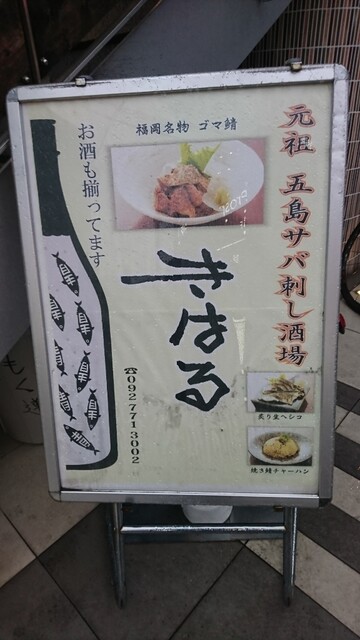 元祖 五島サバ刺し酒場
福岡名物 ゴマ鯖
お酒も揃ってます
きはる
☎092 771 3002
炙り生ヘシコ
焼き鯖チャーハン